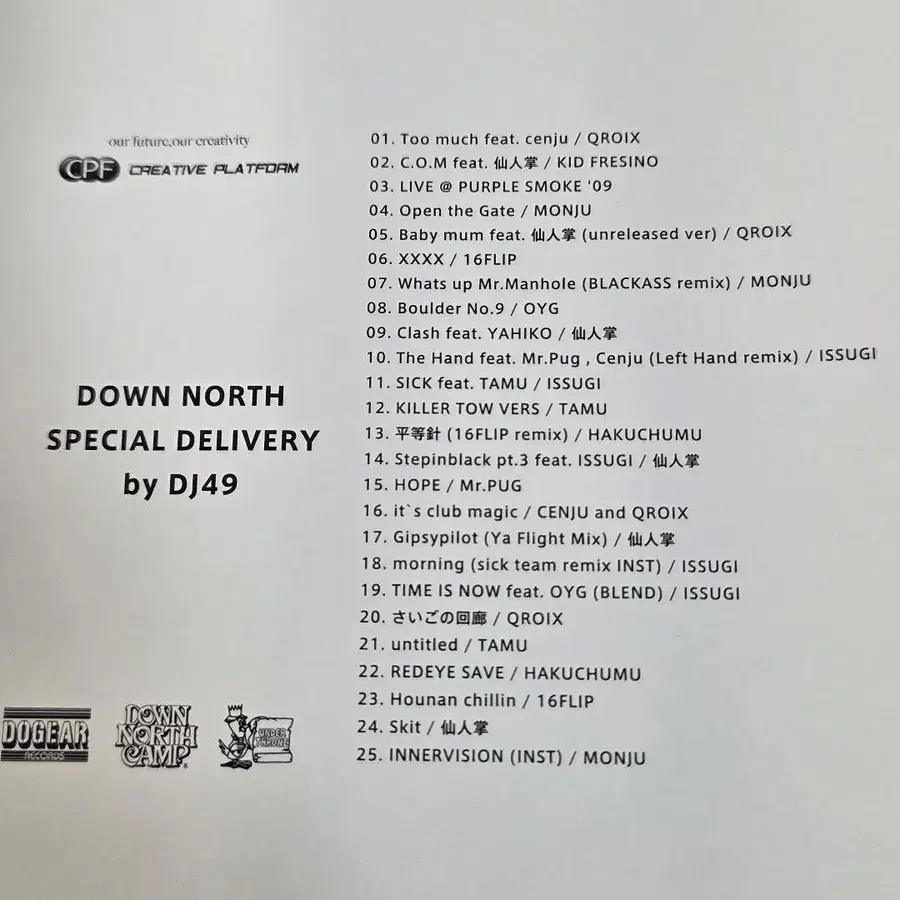 our future,our creativity
CPF CREATIVE PLATFORM
DOWN NORTH
SPECIAL DELIVERY
by DJ49
01. Too much feat. cenju / QROIX
02. C.O.M feat. 仙人掌 / KID FRESINO
03. LIVE @ PURPLE SMOKE '09
04. Open the Gate / MONJU
05. Baby mum feat. 仙人掌 (unreleased ver) / QROIX
06. XXXX / 16FLIP
07. Whats up Mr.Manhole (BLACKASS remix) / MONJU
08. Boulder No.9 / OYG
09. Clash feat. YAHIKO / 仙人掌
10. The Hand feat. Mr.Pug , Cenju (Left Hand remix) / ISSUGI
11. SICK feat. TAMU / ISSUGI
12. KILLER TOW VERS / TAMU
13. 平等針 (16FLIP remix) / HAKUCHUMU
14. Stepinblack pt.3 feat. ISSUGI / 仙人掌
15. HOPE / Mr.PUG
16. it`s club magic / CENJU and QROIX
17. Gipsypilot (Ya Flight Mix) / 仙人掌
18. morning (sick team remix INST) / ISSUGI
19. TIME IS NOW feat. OYG (BLEND) / ISSUGI
20. さいごの回廊 / QROIX
21. untitled / TAMU
22. REDEYE SAVE / HAKUCHUMU
23. Hounan chillin / 16FLIP
24. Skit / 仙人掌
25. INNERVISION (INST) / MONJU
DOGEAR
RECORDS
DOWN
NORTH
CAMP
UNDER
THRONE